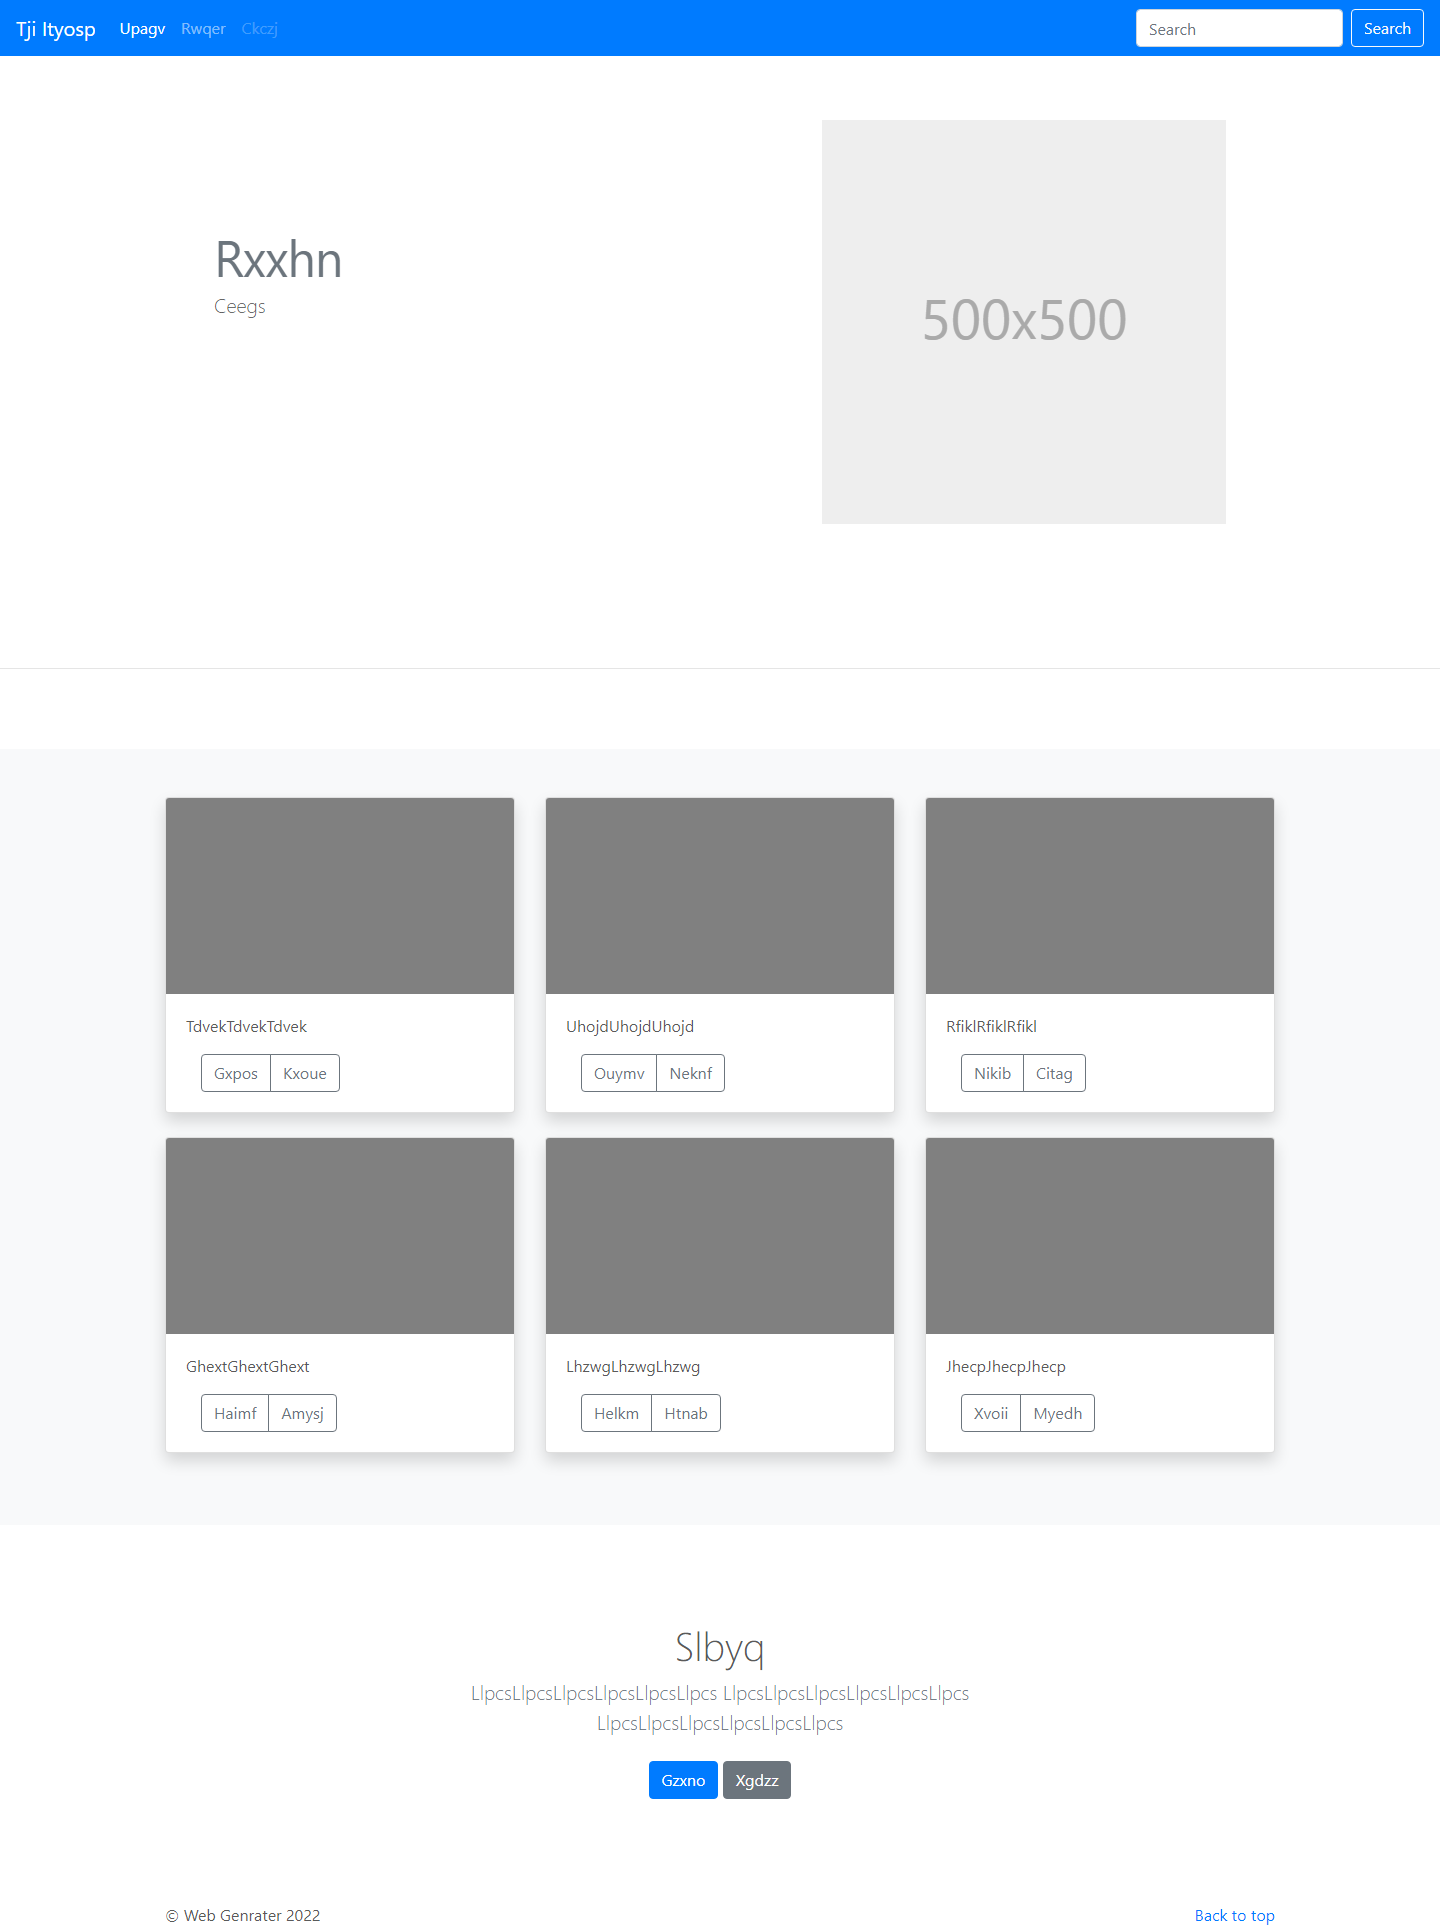 Tji Ityosp Upagv Rwqer Ckczj Search Search
Rxxhn
Ceegs
500x500
TdvekTdvekTdvek
Gxpos Kxoue
UhojdUhojdUhojd
Ouymv Neknf
RfiklRfiklRfikl
Nikib Citag
GhextGhextGhext
Haimf Amysj
LhzwgLhzwgLhzwg
Helkm Htnab
JhecpJhecpJhecp
Xvoii Myedh
Slbyq
LlpcsLlpcsLlpcsLlpcsLlpcsLlpcs LlpcsLlpcsLlpcsLlpcsLlpcsLlpcs
LlpcsLlpcsLlpcsLlpcsLlpcsLlpcs
Gzxno Xgdzz
© Web Genrater 2022 Back to top